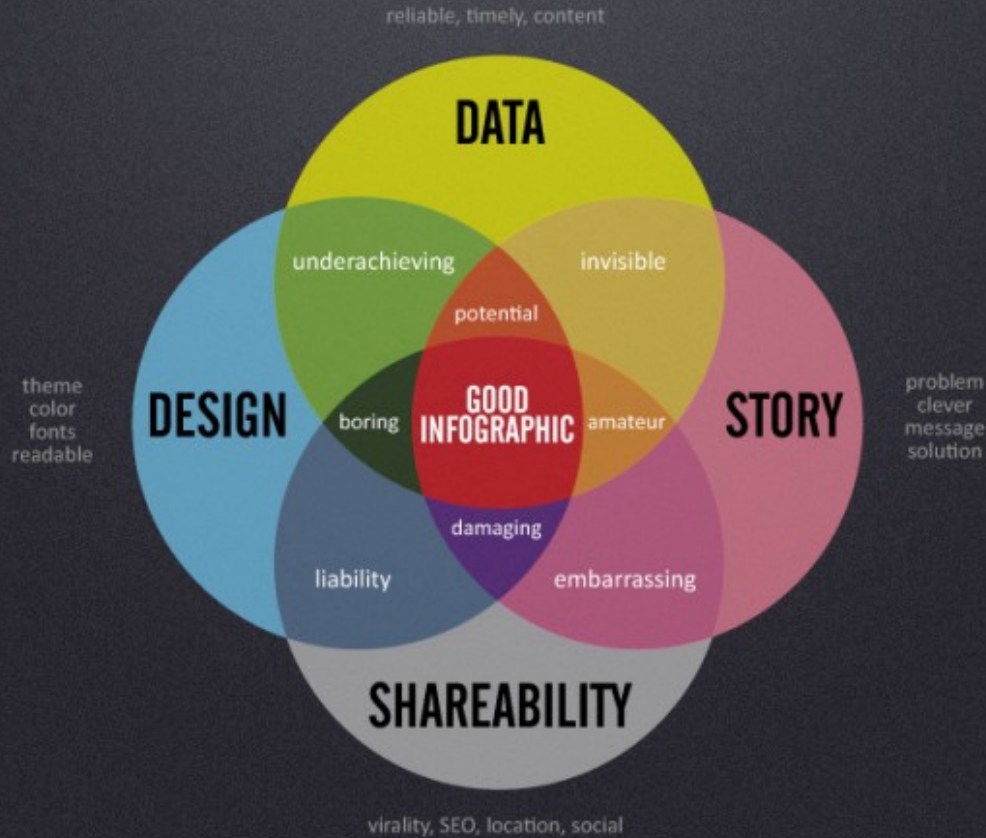 reliable, timely, content
DATA
underachieving
invisible
potential
theme
color
fonts
readable
DESIGN
boring
GOOD
INFOGRAPHIC
amateur
STORY
problem
clever
message
solution
damaging
liability
embarrassing
SHAREABILITY
virality, SEO, location, social